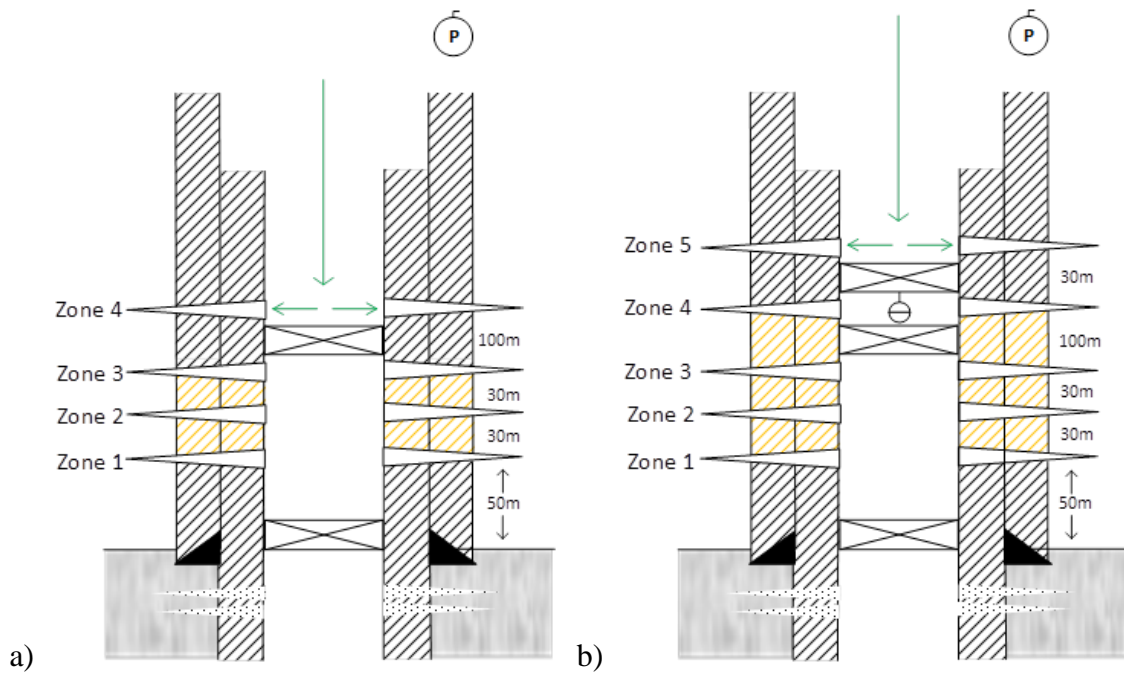 P
Zone 4
100m
Zone 3
30m
Zone 2
30m
Zone 1
50m
a)
P
Zone 5
30m
Zone 4
100m
Zone 3
30m
Zone 2
30m
Zone 1
50m
b)